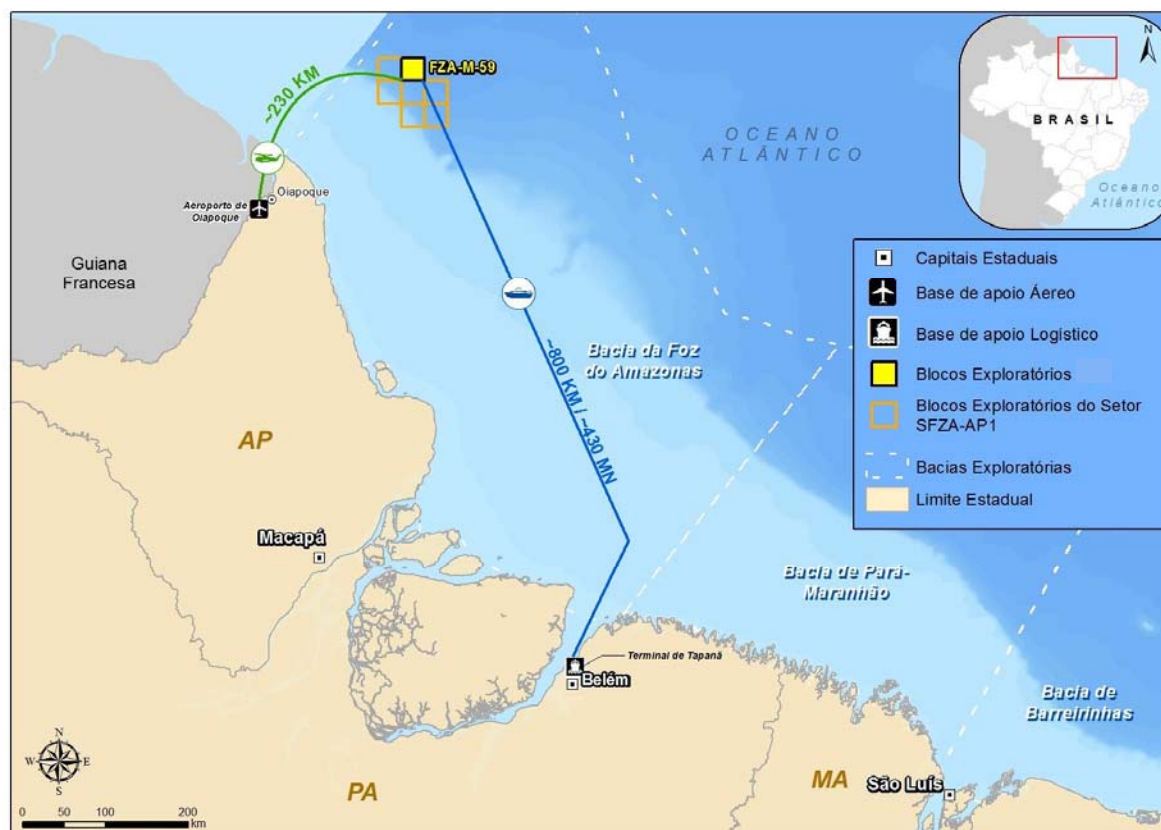 FZA-M-59
~230 KM
Oiapoque
Aeroporto de
Oiapoque
Guiana
Francesa
OCEANO
ATLÂNTICO
N
BRASIL
Oceano
Atlântico
Capitais Estaduais
Base de apoio Áereo
Base de apoio Logístico
Blocos Exploratórios
Blocos Exploratórios do Setor
SFZA-AP1
Bacias Exploratórias
Limite Estadual
Bacia da Foz
do Amazonas
~800 KM / ~430 MN
AP
Macapá
Bacia de Pará-
Maranhão
Terminal de Tapanã
Belém
Bacia de
Barreirinhas
N
W E
S
PA
MA
São Luís
0 50 100 200
km